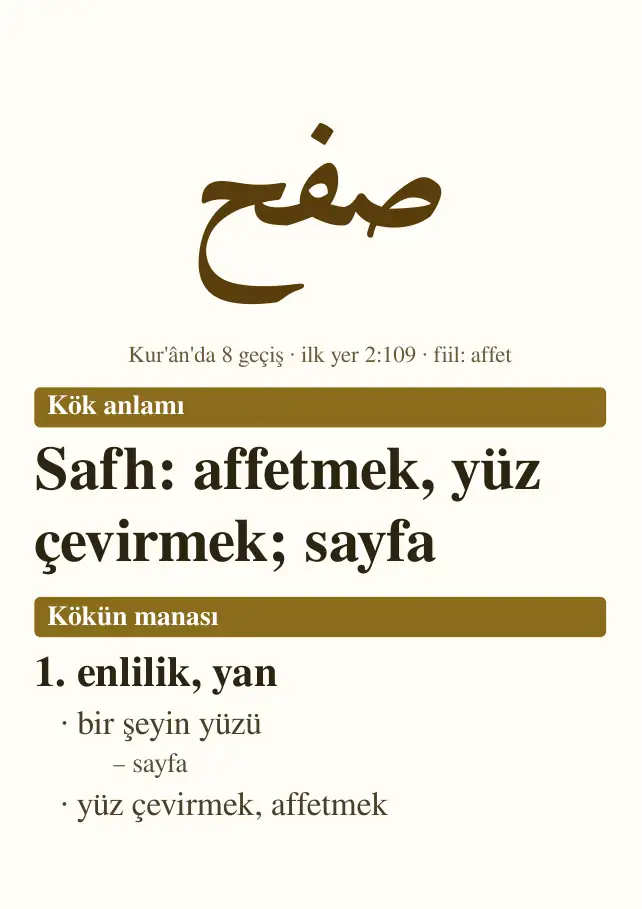 صفح
Kur'ân'da 8 geçiş · ilk yer 2:109 · fiil: affet
Kök anlamı
Safh: affetmek, yüz
çevirmek; sayfa
Kökün manası
1. enlilik, yan
· bir şeyin yüzü
– sayfa
· yüz çevirmek, affetmek